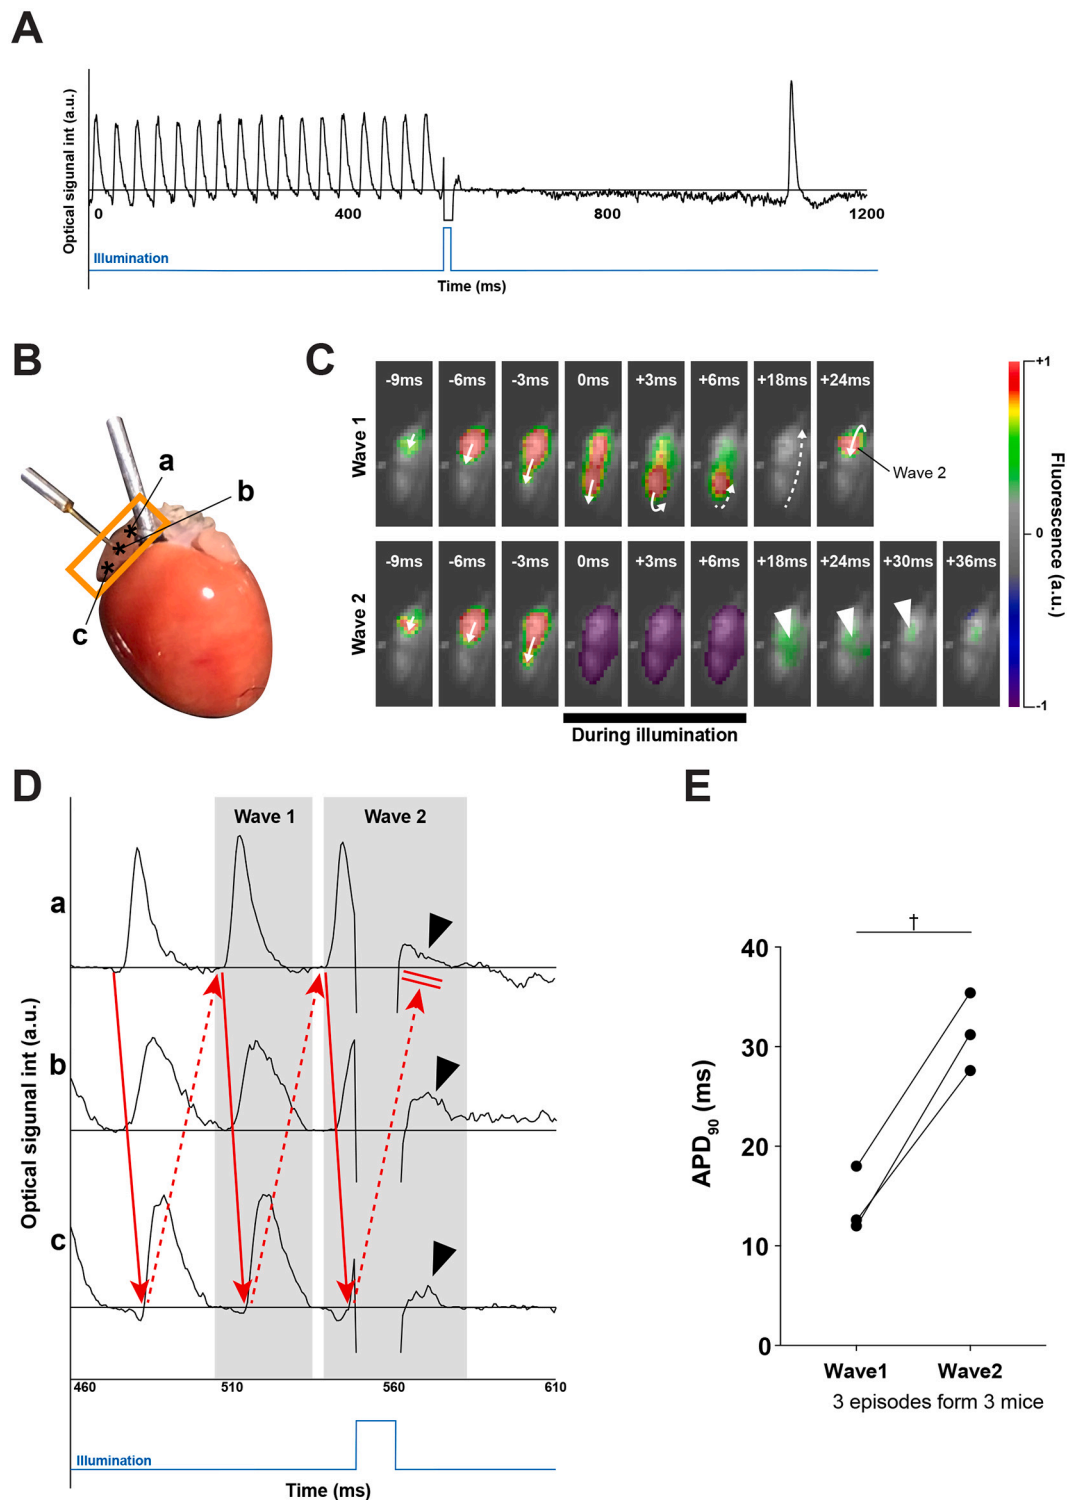 A
Optical sigunal int (a.u.)
0 400 800 1200
Illumination
Time (ms)
B
a
b
c
C
Wave 1
-9ms -6ms -3ms 0ms +3ms +6ms +18ms +24ms
Wave 2
Wave 2
-9ms -6ms -3ms 0ms +3ms +6ms +18ms +24ms +30ms +36ms
During illumination
+1
0
-1
Fluorescence (a.u.)
D
Wave 1 Wave 2
a
b
c
Optical sigunal int (a.u.)
460 510 560 610
Illumination
Time (ms)
E
†
40
30
20
10
0
APD90 (ms)
Wave1 Wave2
3 episodes form 3 mice